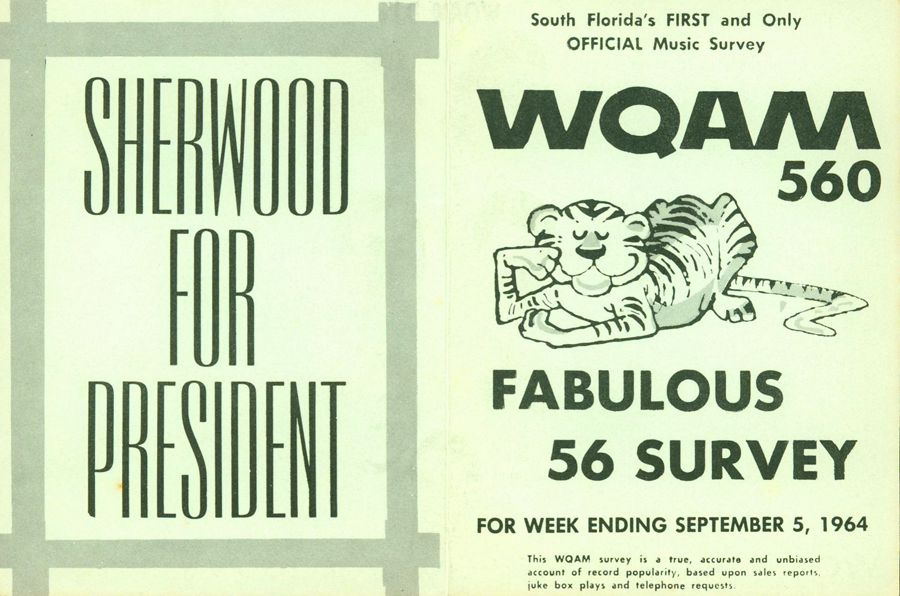 SHERWOOD
FOR
PRESIDENT
South Florida's FIRST and Only
OFFICIAL Music Survey
WQAM
560
FABULOUS
56 SURVEY
FOR WEEK ENDING SEPTEMBER 5, 1964
This WQAM survey is a true, accurate and unbiased
account of record popularity, based upon sales reports,
juke box plays and telephone requests.